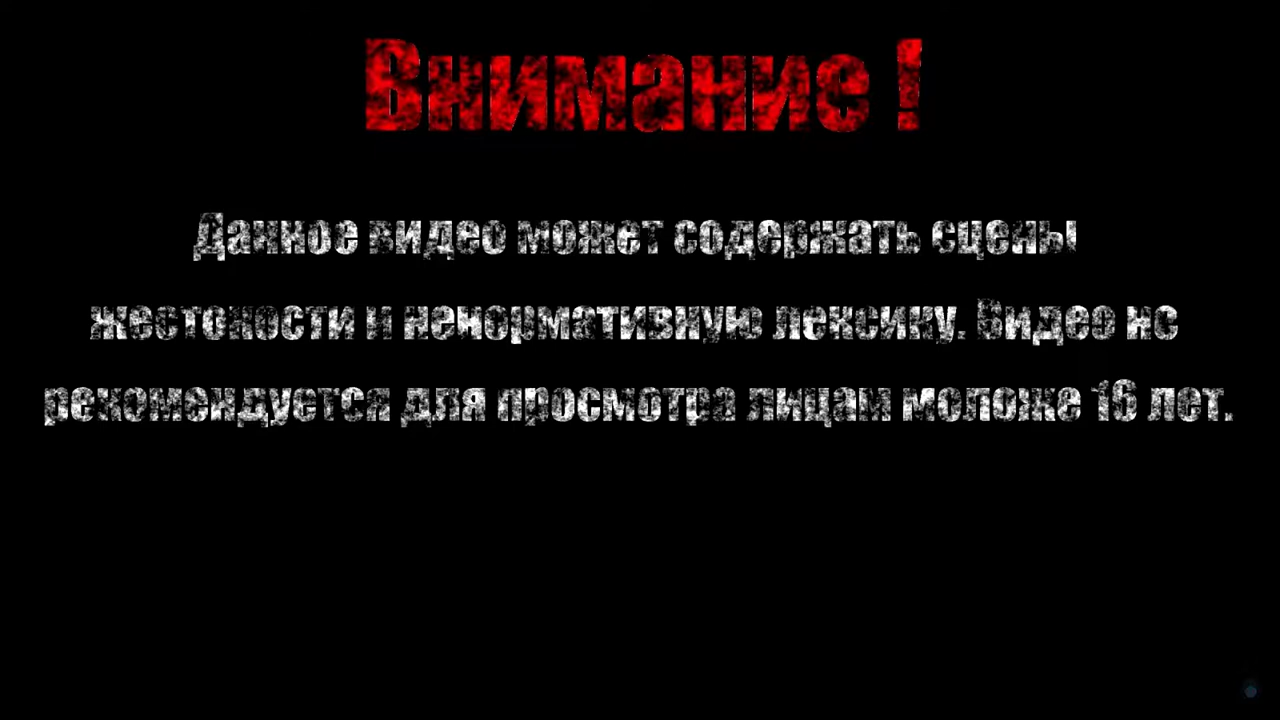 Внимание !
Данное видео может содержать сцены
жестокости и ненормативную лексику. Видео не
рекомендуется для просмотра лицам моложе 16 лет.